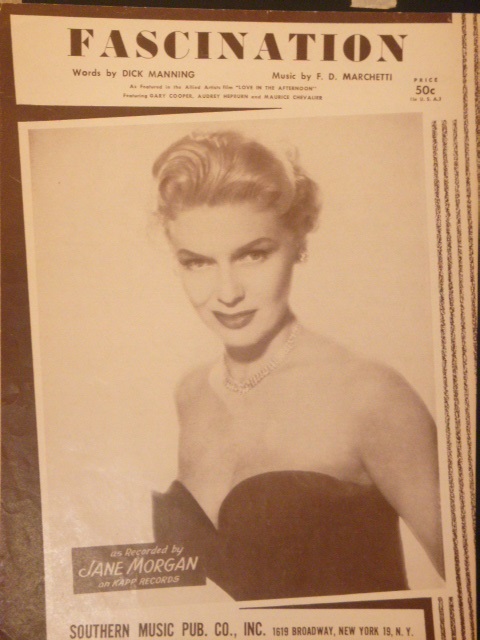 FASCINATION
Words by DICK MANNING Music by F. D. MARCHETTI
As Featured in the Allied Artists film "LOVE IN THE AFTERNOON"
Featuring GARY COOPER, AUDREY HEPBURN and MAURICE CHEVALIER
PRICE
50c
IN U. S. A.
as Recorded by
JANE MORGAN
on KAPP RECORDS
SOUTHERN MUSIC PUB. CO., INC. 1619 BROADWAY, NEW YORK 19, N. Y.